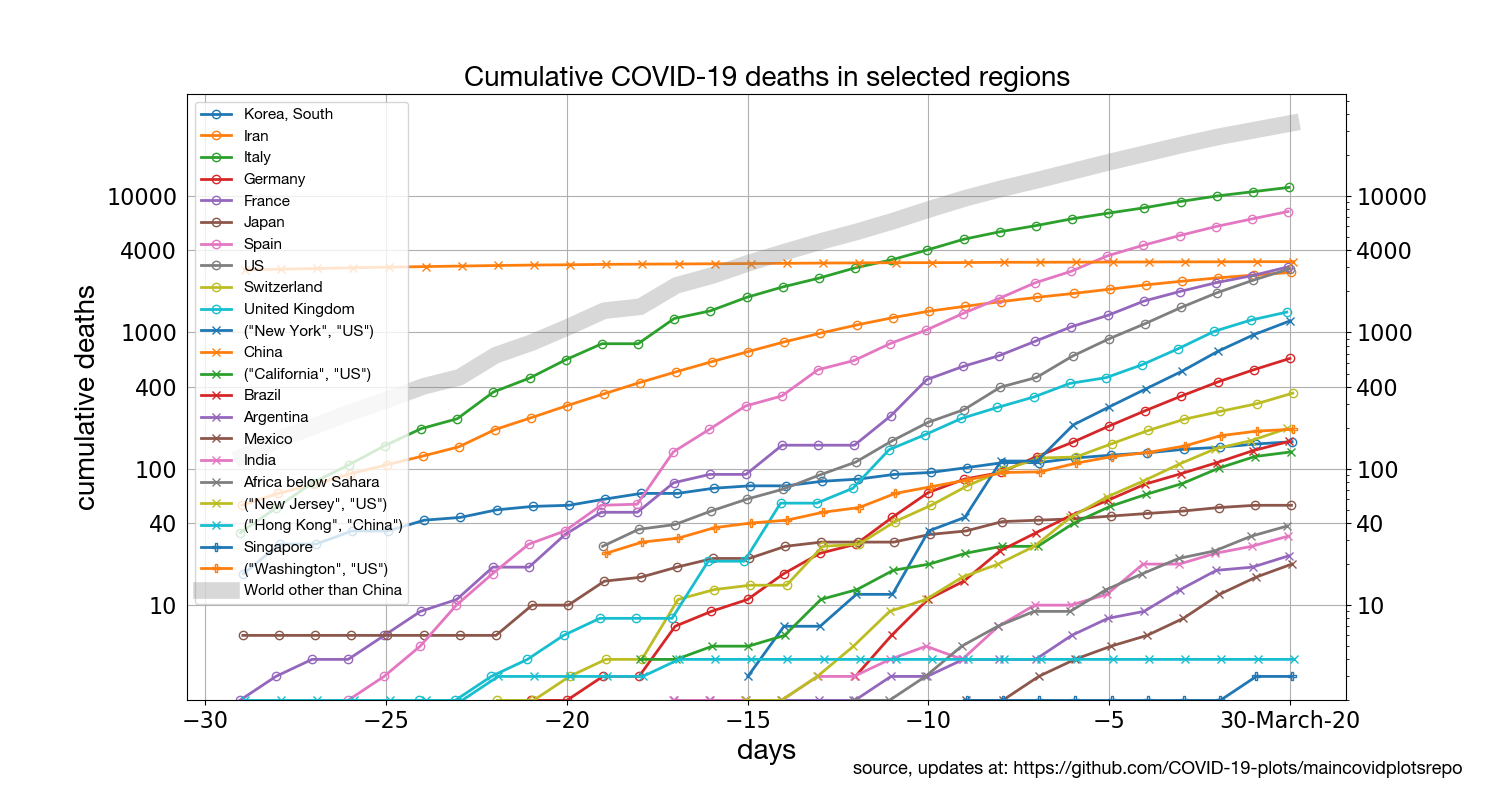 Cumulative COVID-19 deaths in selected regions
Korea, South
Iran
Italy
Germany
France
Japan
Spain
US
Switzerland
United Kingdom
("New York", "US")
China
("California", "US")
Brazil
Argentina
Mexico
India
Africa below Sahara
("New Jersey", "US")
("Hong Kong", "China")
Singapore
("Washington", "US")
World other than China
cumulative deaths
10000
4000
1000
400
100
40
10
10000
4000
1000
400
100
40
10
−30 −25 −20 −15 −10 −5 30-March-20
days
source, updates at: https://github.com/COVID-19-plots/maincovidplotsrepo